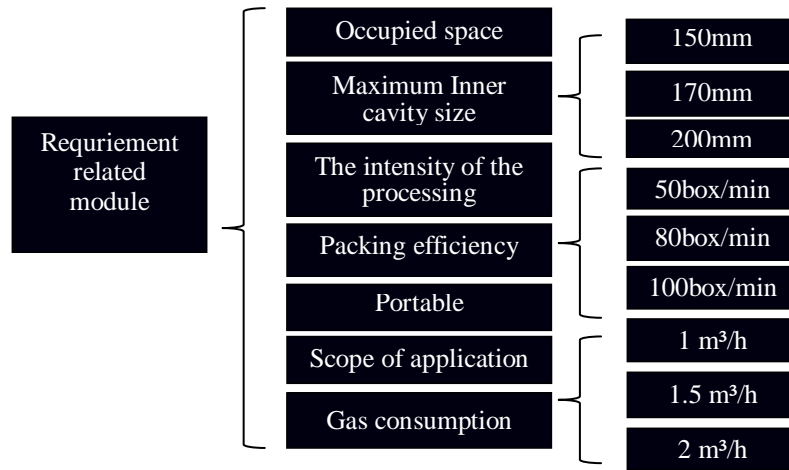 Requriement
related
module
Occupied space
Maximum Inner
cavity size
The intensity of the
processing
Packing efficiency
Portable
Scope of application
Gas consumption
150mm
170mm
200mm
50box/min
80box/min
100box/min
1 m³/h
1.5 m³/h
2 m³/h